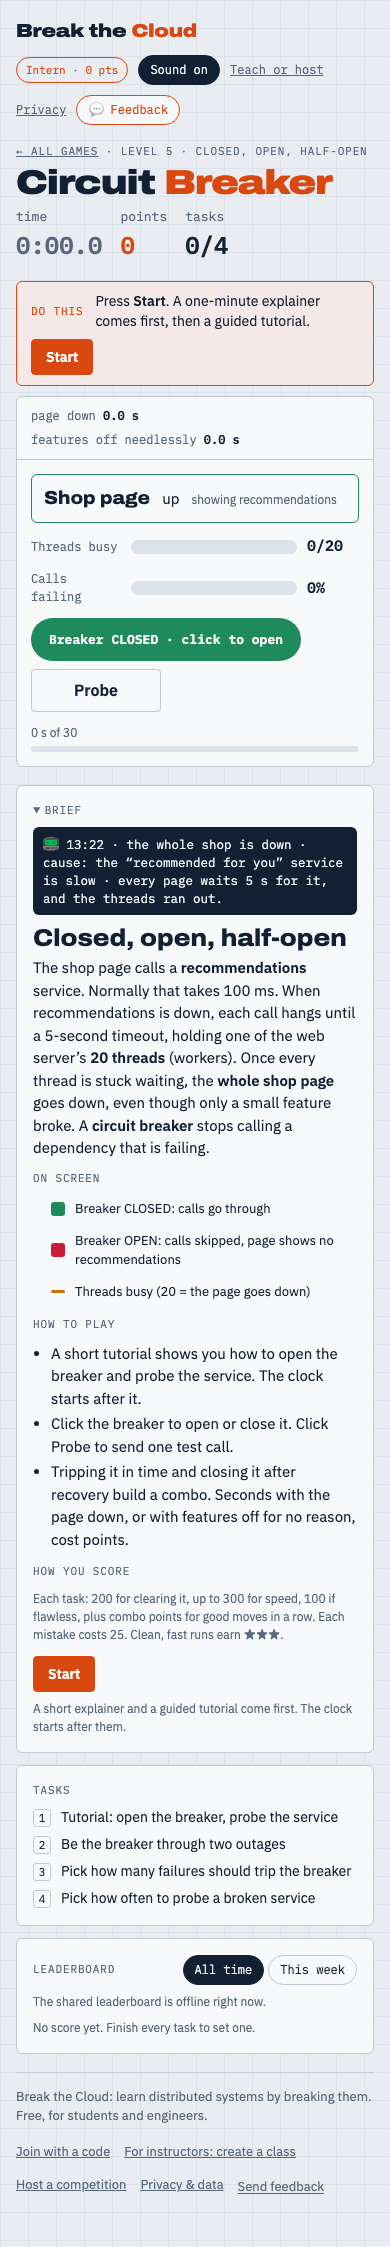 Break the Cloud
Intern · 0 pts
Sound on
Teach or host
Privacy
💬 Feedback
← ALL GAMES · LEVEL 5 · CLOSED, OPEN, HALF-OPEN
Circuit Breaker
time points tasks
0:00.0 0 0/4
DO THIS
Press Start. A one-minute explainer
comes first, then a guided tutorial.
Start
page down 0.0 s
features off needlessly 0.0 s
Shop page up showing recommendations
Threads busy 0/20
Calls
failing
0%
Breaker CLOSED · click to open
Probe
0 s of 30
▼ BRIEF
📟 13:22 · the whole shop is down ·
cause: the “recommended for you” service
is slow · every page waits 5 s for it,
and the threads ran out.
Closed, open, half-open
The shop page calls a recommendations
service. Normally that takes 100 ms. When
recommendations is down, each call hangs until
a 5-second timeout, holding one of the web
server’s 20 threads (workers). Once every
thread is stuck waiting, the whole shop page
goes down, even though only a small feature
broke. A circuit breaker stops calling a
dependency that is failing.
ON SCREEN
Breaker CLOSED: calls go through
Breaker OPEN: calls skipped, page shows no
recommendations
Threads busy (20 = the page goes down)
HOW TO PLAY
• A short tutorial shows you how to open the
breaker and probe the service. The clock
starts after it.
• Click the breaker to open or close it. Click
Probe to send one test call.
• Tripping it in time and closing it after
recovery build a combo. Seconds with the
page down, or with features off for no reason,
cost points.
HOW YOU SCORE
Each task: 200 for clearing it, up to 300 for speed, 100 if
flawless, plus combo points for good moves in a row. Each
mistake costs 25. Clean, fast runs earn ★★★.
Start
A short explainer and a guided tutorial come first. The clock
starts after them.
TASKS
1 Tutorial: open the breaker, probe the service
2 Be the breaker through two outages
3 Pick how many failures should trip the breaker
4 Pick how often to probe a broken service
LEADERBOARD
All time
This week
The shared leaderboard is offline right now.
No score yet. Finish every task to set one.
Break the Cloud: learn distributed systems by breaking them.
Free, for students and engineers.
Join with a code For instructors: create a class
Host a competition Privacy & data Send feedback